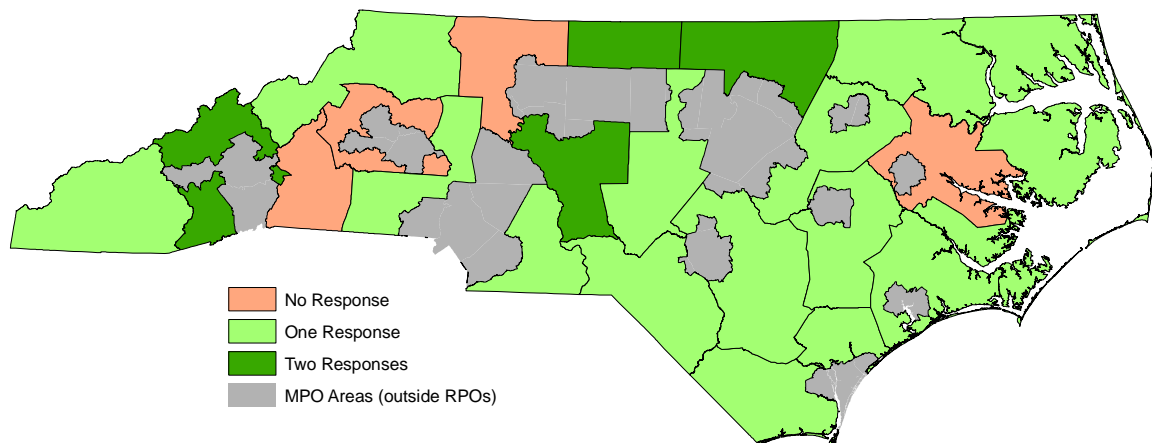 No Response
One Response
Two Responses
MPO Areas (outside RPOs)